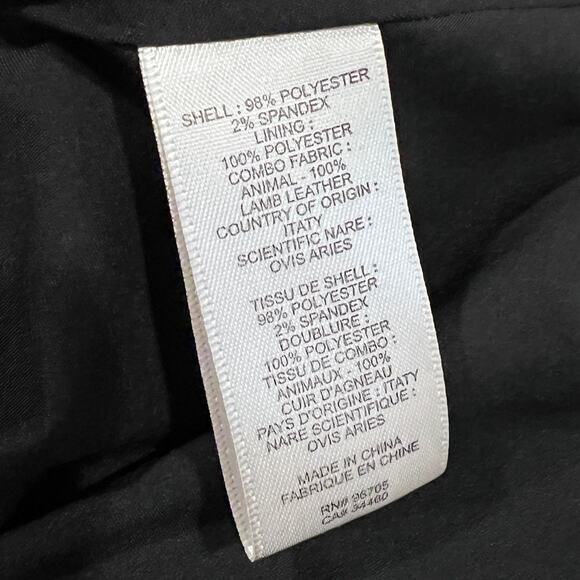 SHELL : 98% POLYESTER
2% SPANDEX
LINING :
100% POLYESTER
COMBO FABRIC :
ANIMAL - 100%
LAMB LEATHER
COUNTRY OF ORIGIN :
ITATY
SCIENTIFIC NARE :
OVIS ARIES
TISSU DE SHELL :
98% POLYESTER
2% SPANDEX
DOUBLURE :
100% POLYESTER
TISSU DE COMBO :
ANIMAUX - 100%
CUIR D'AGNEAU
PAYS D'ORIGINE : ITATY
NARE SCIENTIFIQUE :
OVIS ARIES
MADE IN CHINA
FABRIQUE EN CHINE
RN# 96705
CA# 34460